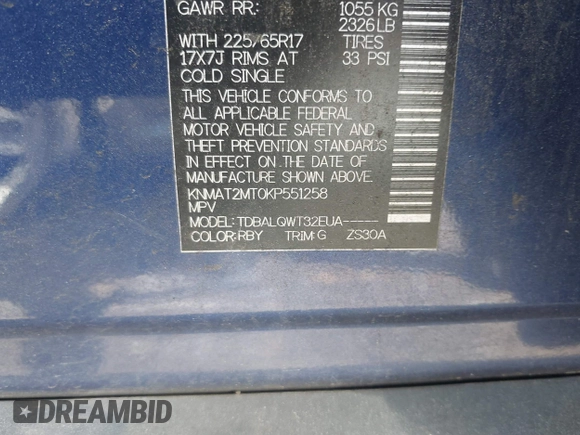 GAWR RR: 1055 KG
2326 LB
WITH 225/65R17 TIRES
17X7J RIMS AT 33 PSI
COLD SINGLE
THIS VEHICLE CONFORMS TO
ALL APPLICABLE FEDERAL
MOTOR VEHICLE SAFETY AND
THEFT PREVENTION STANDARDS
IN EFFECT ON THE DATE OF
MANUFACTURE SHOWN ABOVE.
KNMAT2MT0KP551258
MPV
MODEL: TDBALQWT32EUA-----
COLOR: RBY TRIM: G ZS30A
DREAMBID